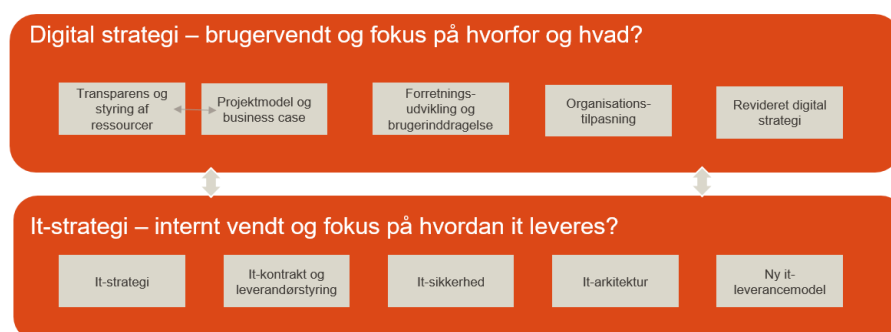 Digital strategi – brugervendt og fokus på hvorfor og hvad?
Transparens og
styring af
ressourcer
Projektmodel og
business case
Forretnings-
udvikling og
brugerinddragelse
Organisations-
tilpasning
Revideret digital
strategi
It-strategi – internt vendt og fokus på hvordan it leveres?
It-strategi
It-kontrakt og
leverandørstyring
It-sikkerhed
It-arkitektur
Ny it-
leverancemodel